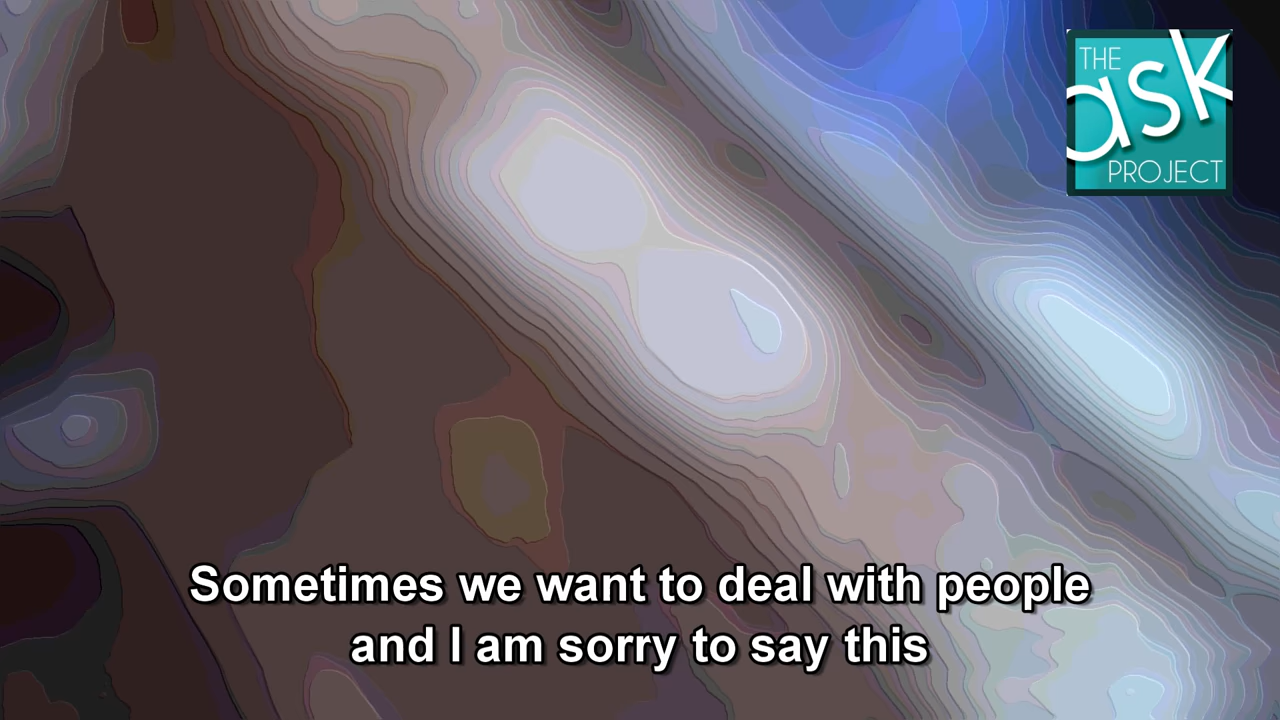 THE
ask
PROJECT
Sometimes we want to deal with people
and I am sorry to say this